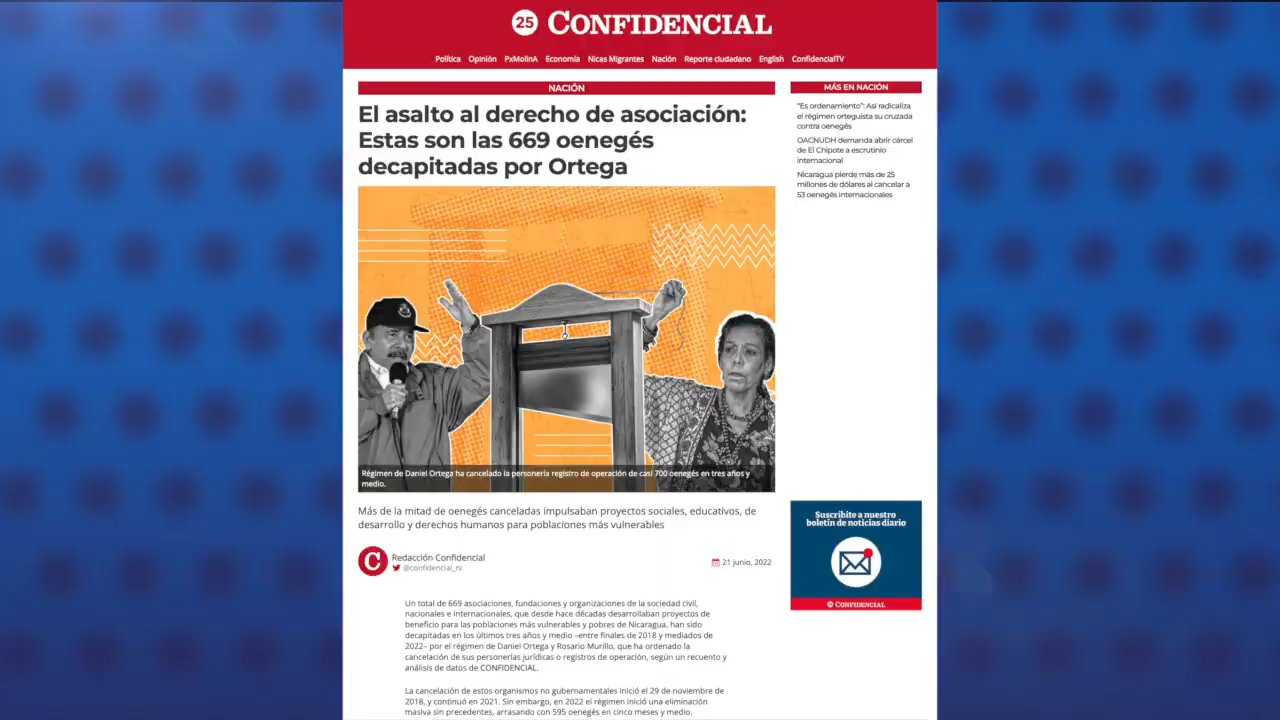 25 CONFIDENCIAL
Política Opinión PxMolinA Economía Nicas Migrantes Nación Reporte ciudadano English ConfidencialTV
NACIÓN
El asalto al derecho de asociación:
Estas son las 669 oenegés
decapitadas por Ortega
Régimen de Daniel Ortega ha cancelado la personería registro de operación de casi 700 oenegés en tres años y
medio.
Más de la mitad de oenegés canceladas impulsaban proyectos sociales, educativos, de
desarrollo y derechos humanos para poblaciones más vulnerables
C
Redacción Confidencial
@confidencial_ni
21 junio, 2022
Un total de 669 asociaciones, fundaciones y organizaciones de la sociedad civil,
nacionales e internacionales, que desde hace décadas desarrollaban proyectos de
beneficio para las poblaciones más vulnerables y pobres de Nicaragua, han sido
decapitadas en los últimos tres años y medio –entre finales de 2018 y mediados de
2022– por el régimen de Daniel Ortega y Rosario Murillo, que ha ordenado la
cancelación de sus personerías jurídicas o registros de operación, según un recuento y
análisis de datos de CONFIDENCIAL.
La cancelación de estos organismos no gubernamentales inició el 29 de noviembre de
2018, y continuó en 2021. Sin embargo, en 2022 el régimen inició una eliminación
masiva sin precedentes, arrasando con 595 oenegés en cinco meses y medio.
MÁS EN NACIÓN
"Es ordenamiento": Así radicaliza
el régimen orteguista su cruzada
contra oenegés
OACNUDH demanda abrir cárcel
de El Chipote a escrutinio
internacional
Nicaragua pierde más de 25
millones de dólares al cancelar a
53 oenegés internacionales
Suscribite a nuestro
boletín de noticias diario
CONFIDENCIAL